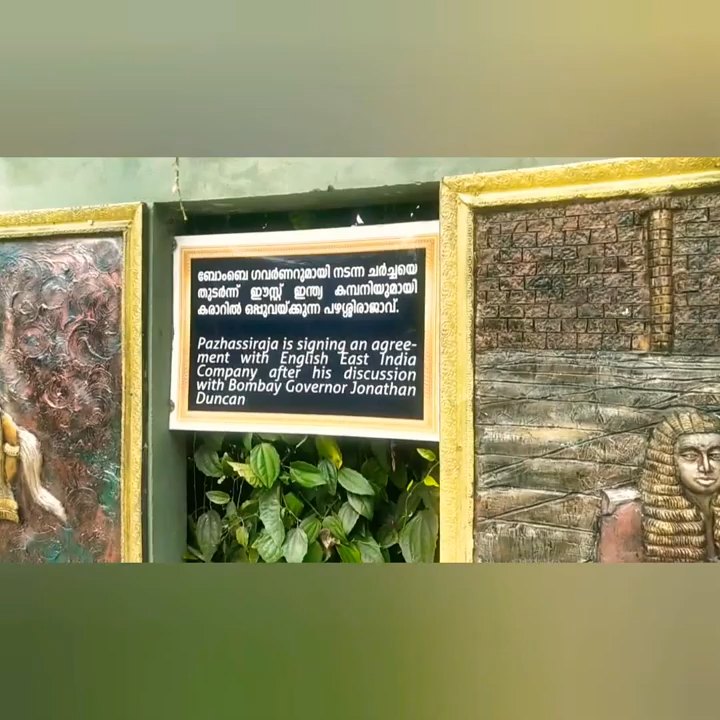 ബോംബെ ഗവർണറുമായി നടന്ന ചർച്ചയെ
തുടർന്ന് ഈസ്റ്റ് ഇന്ത്യ കമ്പനിയുമായി
കരാറിൽ ഒപ്പുവയ്ക്കുന്ന പഴശ്ശിരാജാവ്.
Pazhassiraja is signing an agree-
ment with English East India
Company after his discussion
with Bombay Governor Jonathan
Duncan